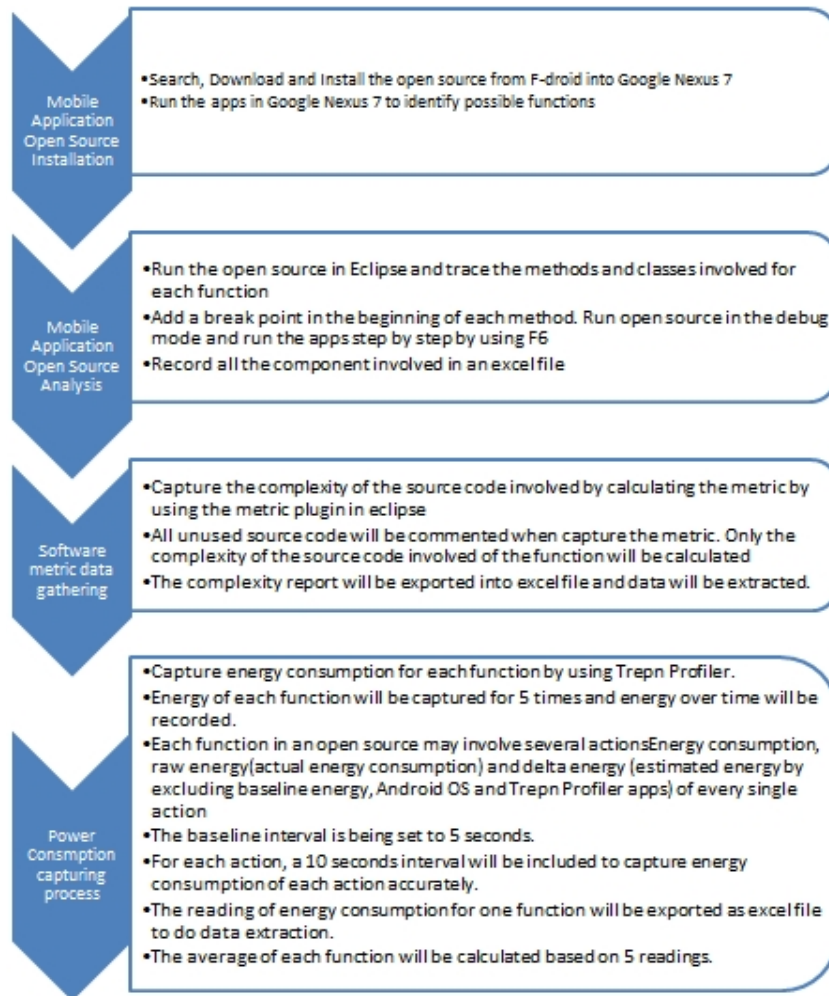 Mobile
Application
Open Source
Installation
•Search, Download and Install the open source from F-droid into Google Nexus 7
•Run the apps in Google Nexus 7 to identify possible functions
Mobile
Application
Open Source
Analysis
•Run the open source in Eclipse and trace the methods and classes involved for
each function
•Add a break point in the beginning of each method. Run open source in the debug
mode and run the apps step by step by using F6
•Record all the component involved in an excel file
Software
metric data
gathering
•Capture the complexity of the source code involved by calculating the metric by
using the metric plugin in eclipse
•All unused source code will be commented when capture the metric. Only the
complexity of the source code involved of the function will be calculated
•The complexity report will be exported into excel file and data will be extracted.
Power
Consmption
capturing
process
•Capture energy consumption for each function by using Trepn Profiler.
•Energy of each function will be captured for 5 times and energy over time will be
recorded.
•Each function in an open source may involve several actionsEnergy consumption,
raw energy(actual energy consumption) and delta energy (estimated energy by
excluding baseline energy, Android OS and Trepn Profiler apps) of every single
action
•The baseline interval is being set to 5 seconds.
•For each action, a 10 seconds interval will be included to capture energy
consumption of each action accurately.
•The reading of energy consumption for one function will be exported as excel file
to do data extraction.
•The average of each function will be calculated based on 5 readings.